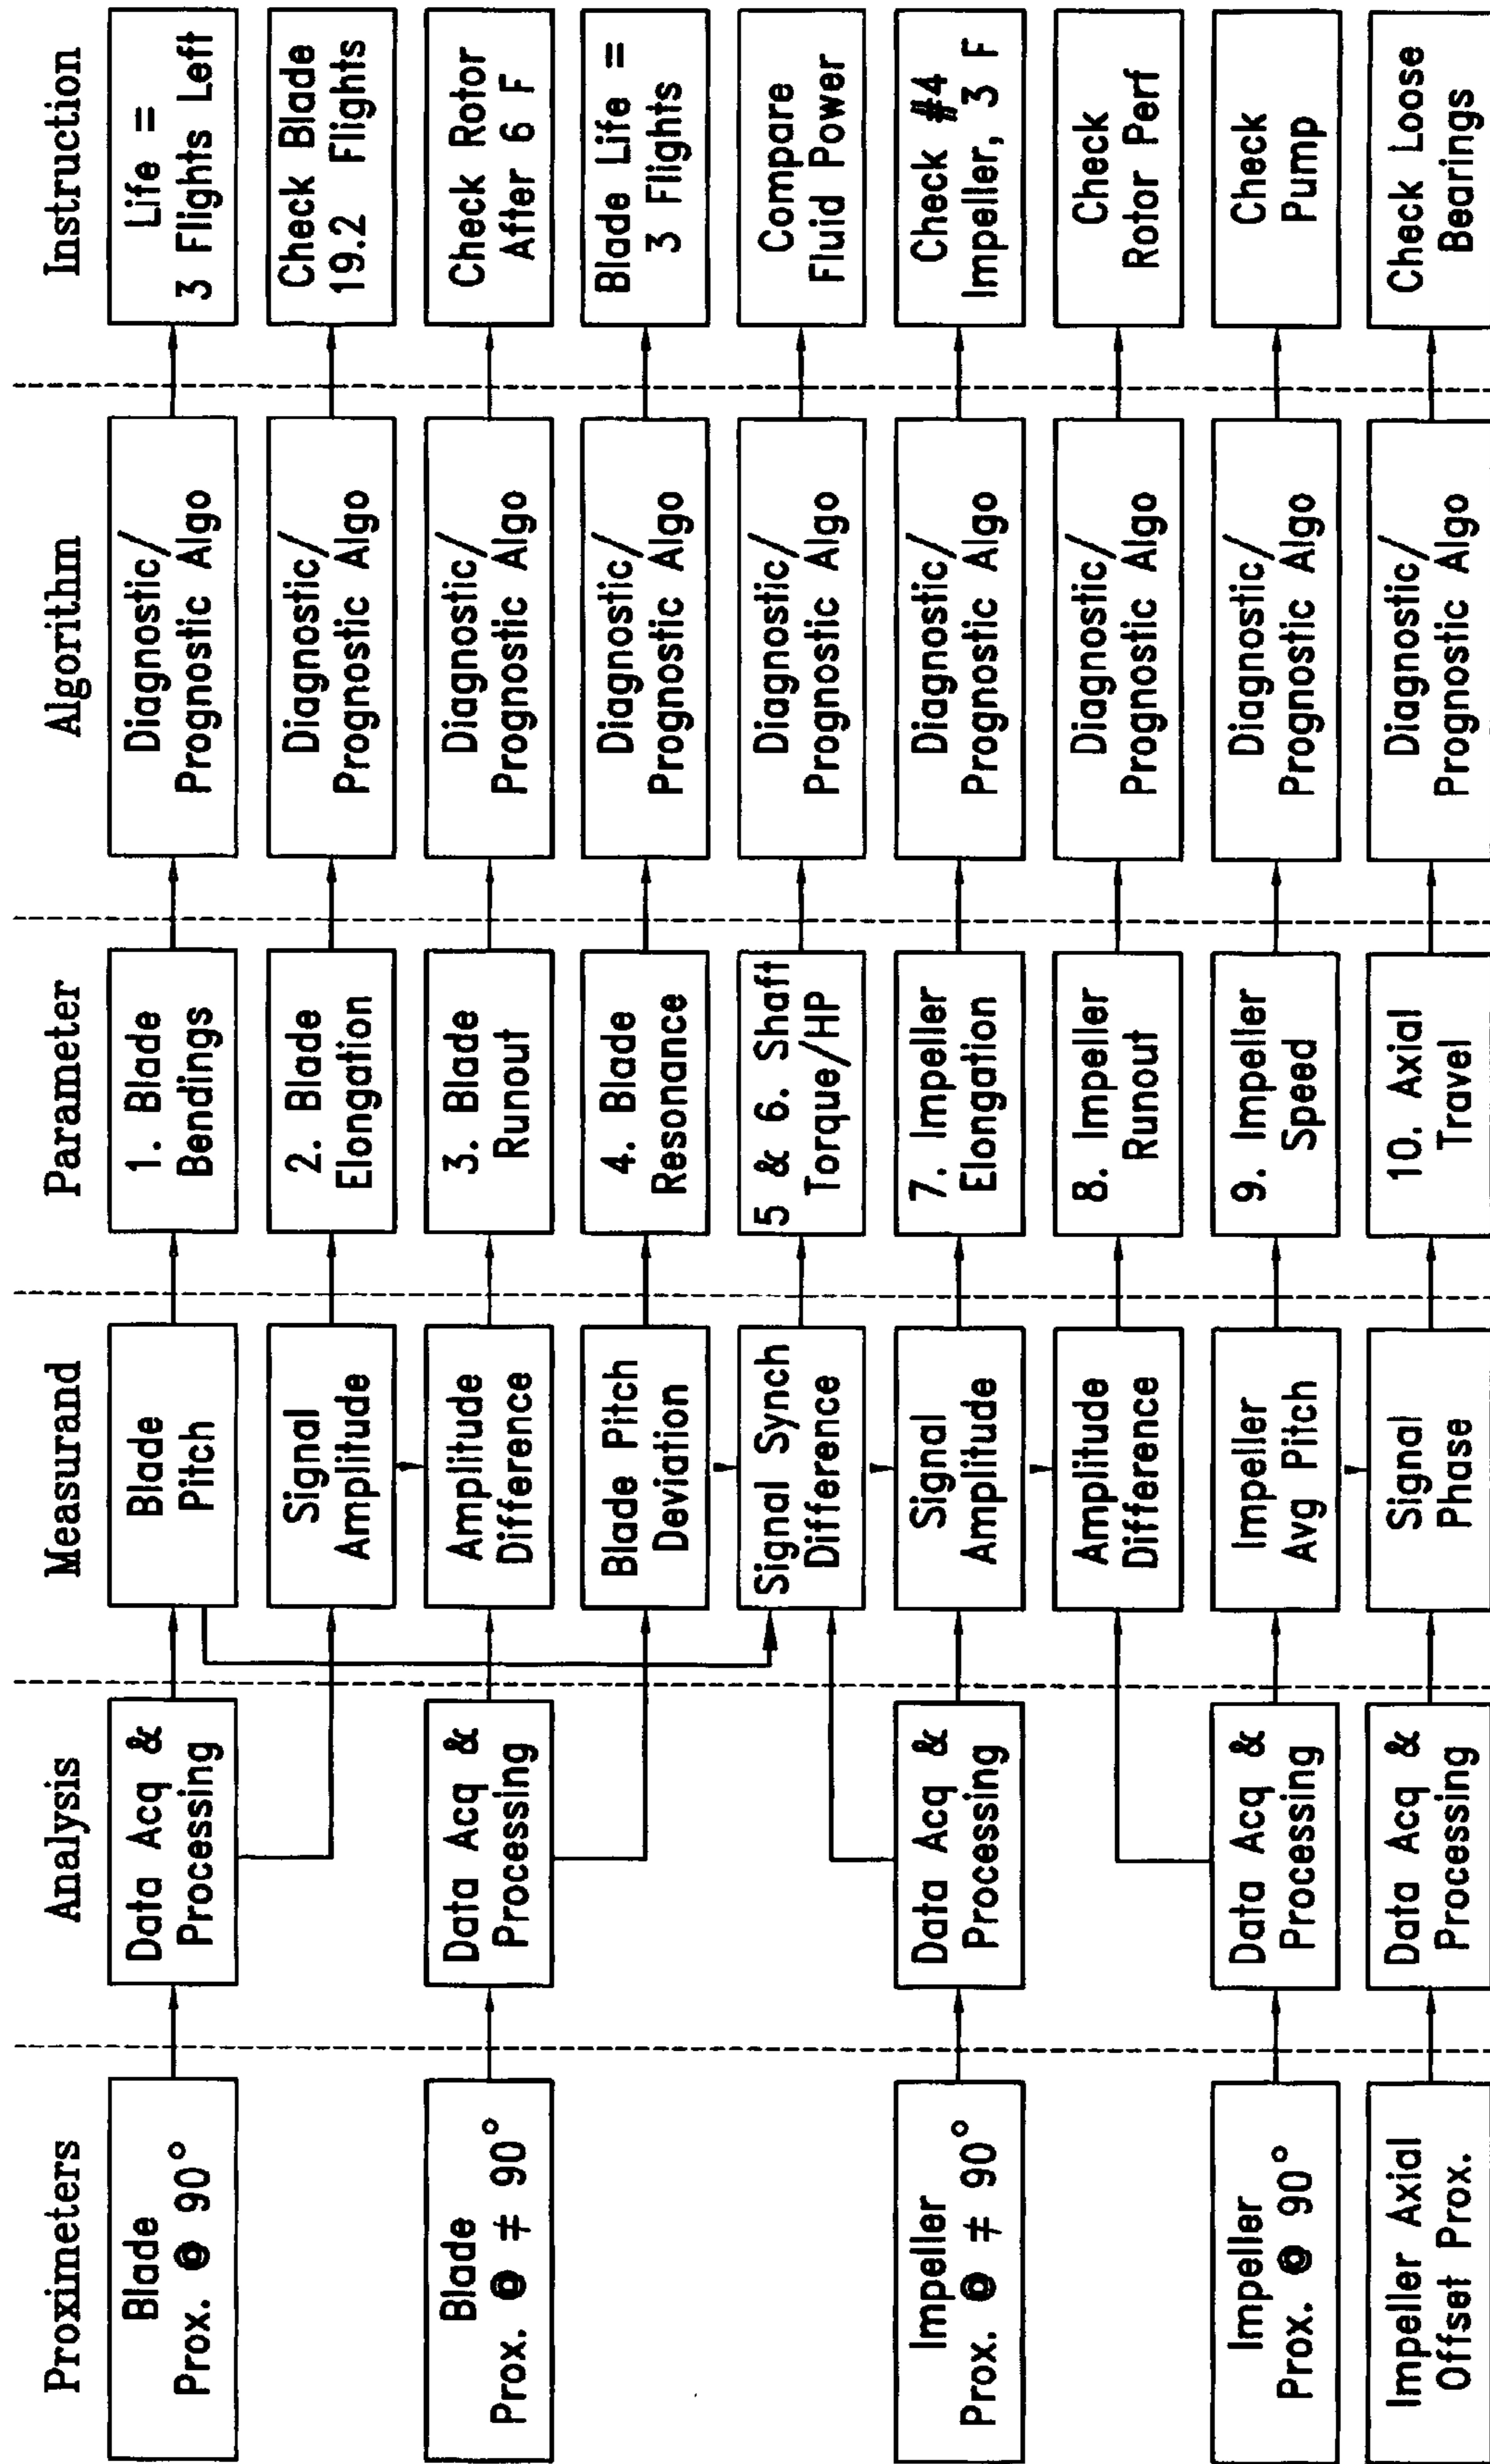 Proximeters
Analysis
Measurand
Parameter
Algorithm
Instruction
Blade
Prox. @ 90°
Data Acq &
Processing
Blade
Pitch
1. Blade
Bendings
Diagnostic/
Prognostic Algo
Life =
3 Flights Left
Signal
Amplitude
2. Blade
Elongation
Diagnostic/
Prognostic Algo
Check Blade
19.2 Flights
Blade
Prox. @ ≠ 90°
Data Acq &
Processing
Amplitude
Difference
3. Blade
Runout
Diagnostic/
Prognostic Algo
Check Rotor
After 6 F
Blade Pitch
Deviation
4. Blade
Resonance
Diagnostic/
Prognostic Algo
Blade Life =
3 Flights
Signal Synch
Difference
5 & 6. Shaft
Torque/HP
Diagnostic/
Prognostic Algo
Compare
Fluid Power
Impeller
Prox. @ ≠ 90°
Data Acq &
Processing
Signal
Amplitude
7. Impeller
Elongation
Diagnostic/
Prognostic Algo
Check #4
Impeller, 3 F
Amplitude
Difference
8. Impeller
Runout
Diagnostic/
Prognostic Algo
Check
Rotor Perf
Impeller
Prox. @ 90°
Data Acq &
Processing
Impeller
Avg Pitch
9. Impeller
Speed
Diagnostic/
Prognostic Algo
Check
Pump
Impeller Axial
Offset Prox.
Data Acq &
Processing
Signal
Phase
10. Axial
Travel
Diagnostic/
Prognostic Algo
Check Loose
Bearings